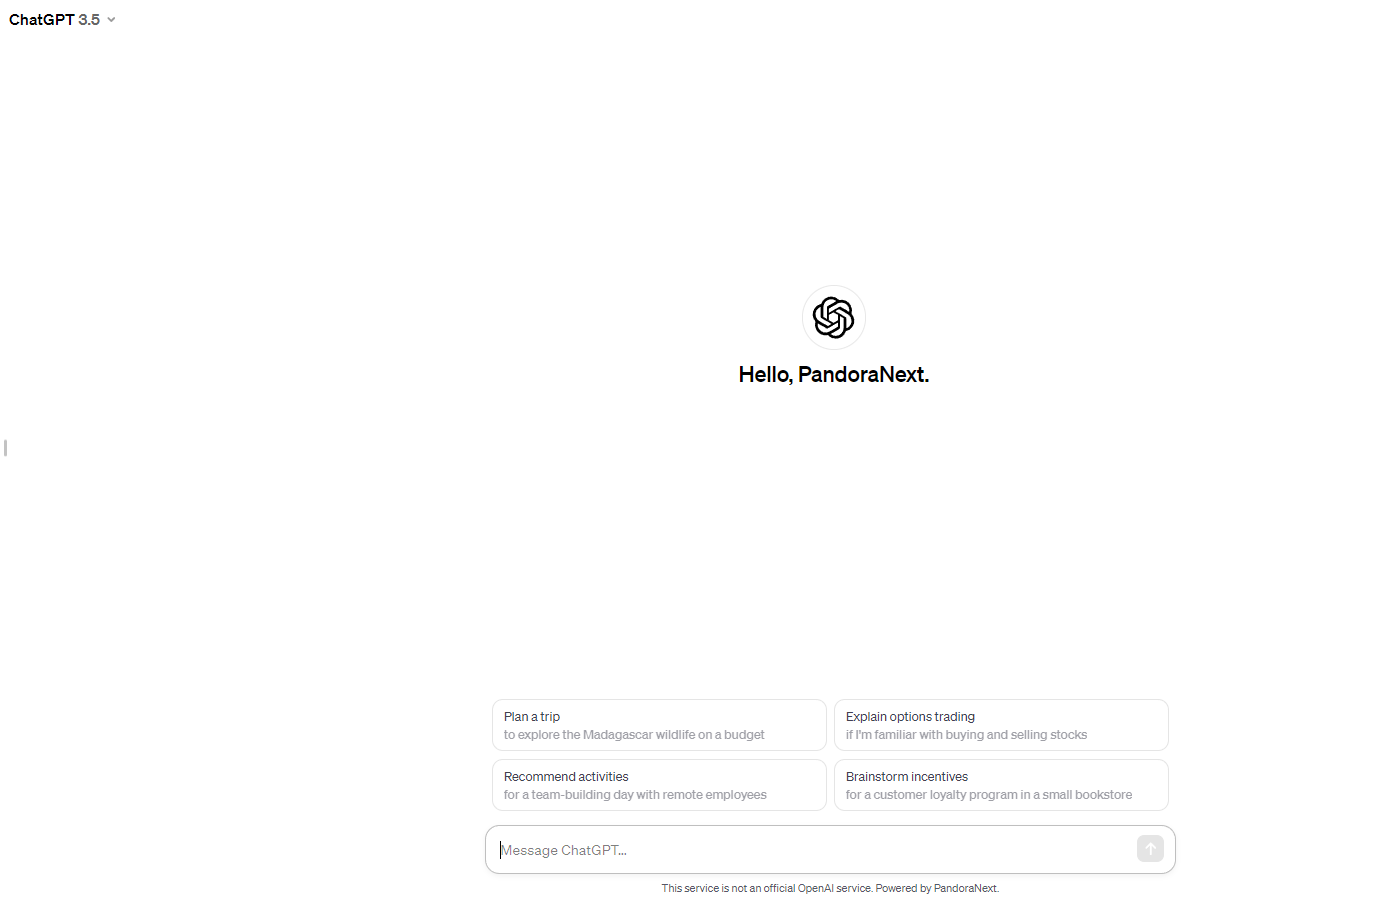 ChatGPT 3.5
Hello, PandoraNext.
Plan a trip
to explore the Madagascar wildlife on a budget
Explain options trading
if I'm familiar with buying and selling stocks
Recommend activities
for a team-building day with remote employees
Brainstorm incentives
for a customer loyalty program in a small bookstore
Message ChatGPT...
This service is not an official OpenAI service. Powered by PandoraNext.